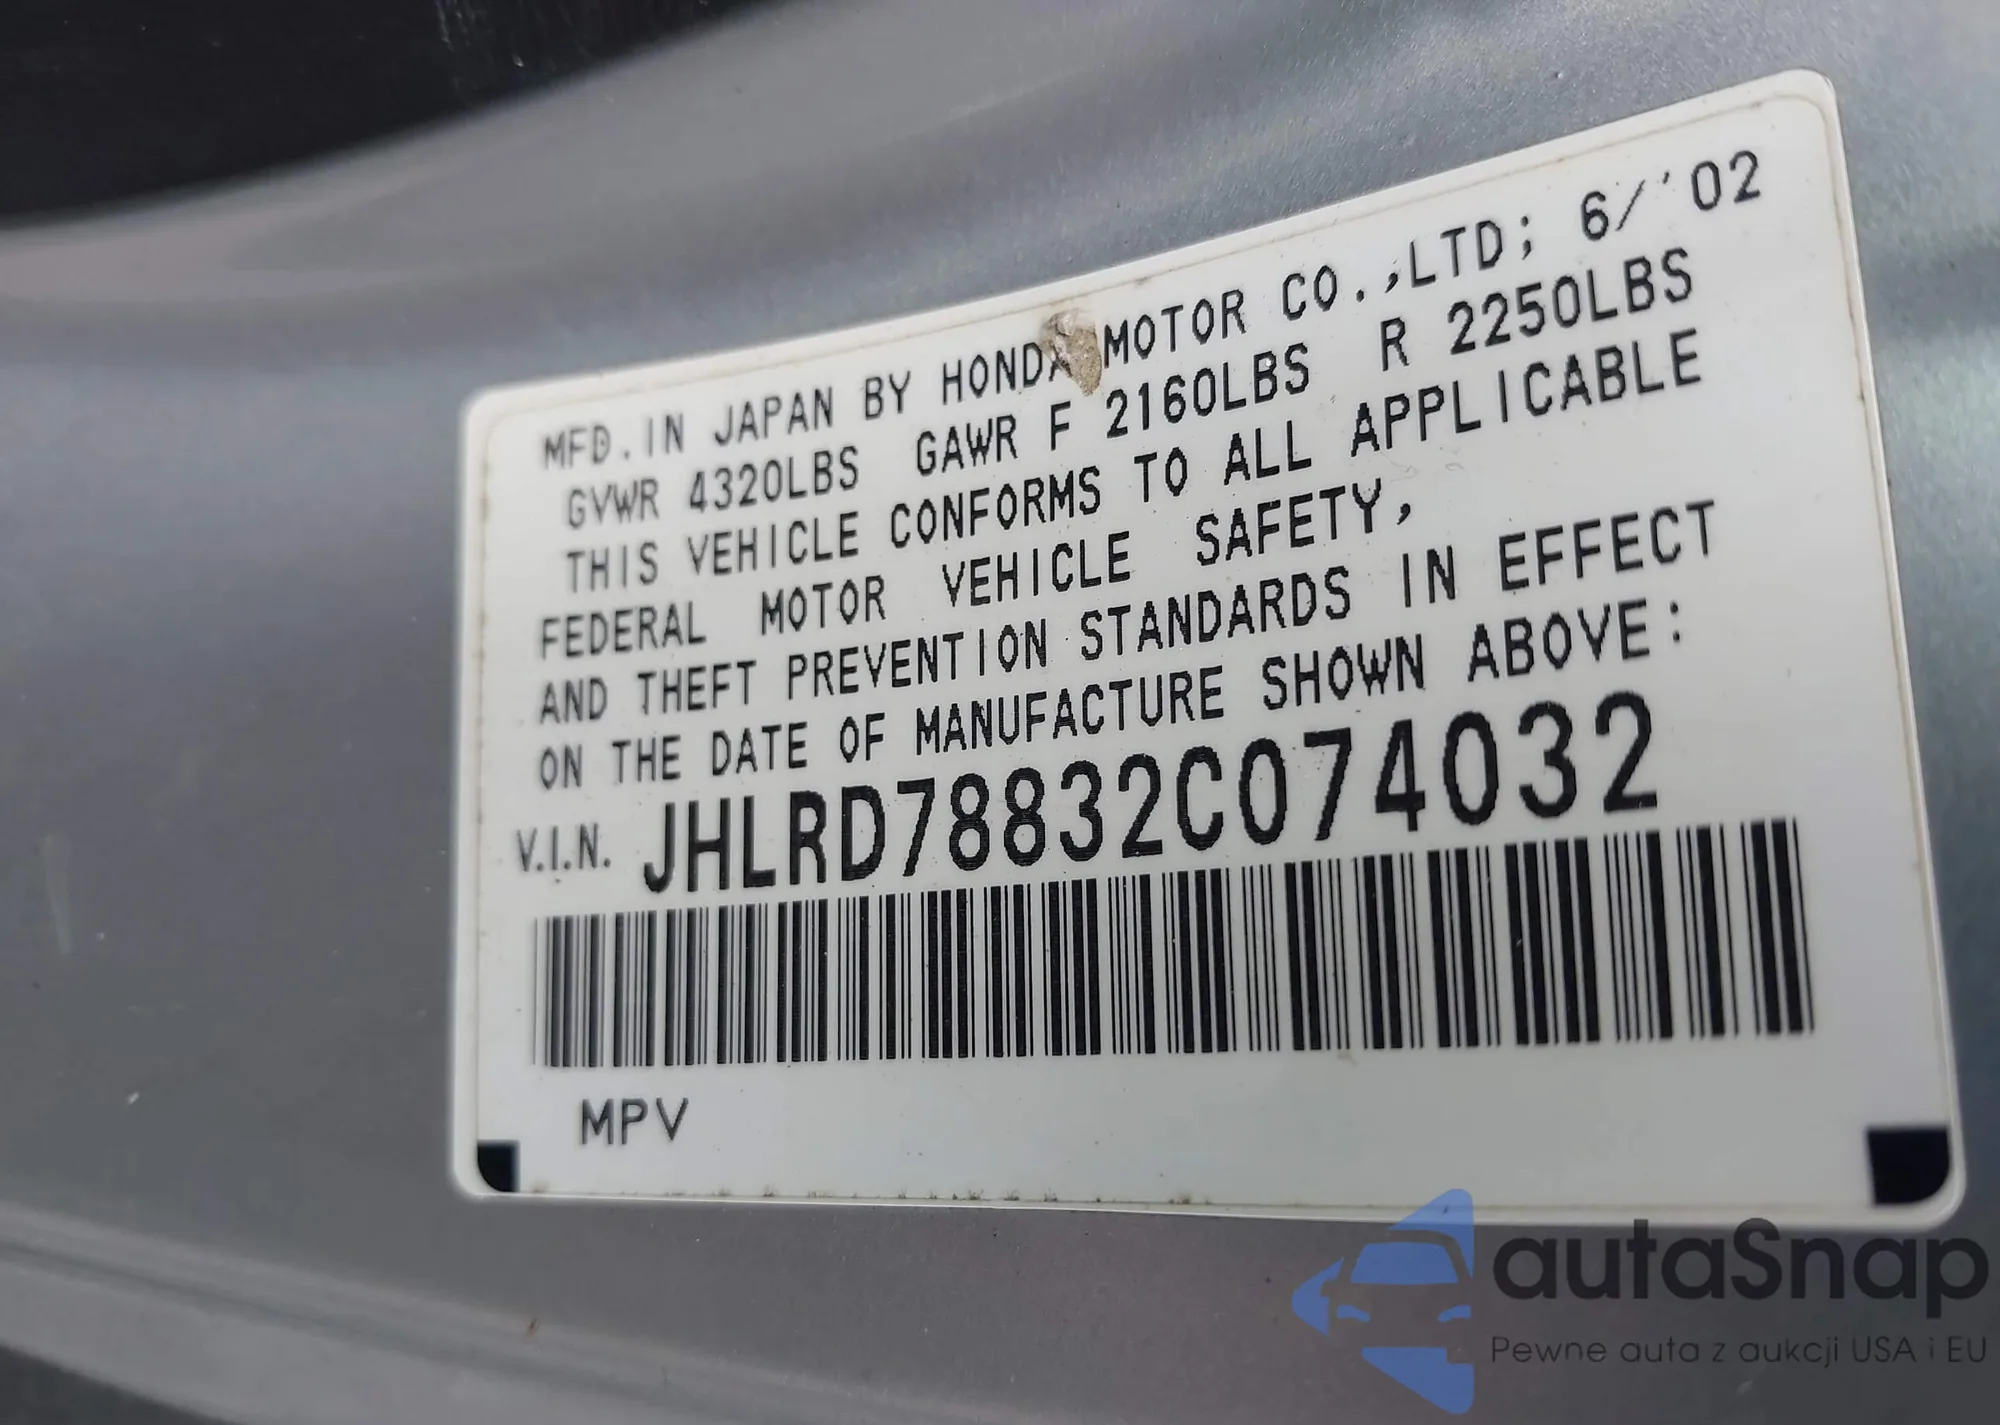 MFD.IN JAPAN BY HONDA MOTOR CO.,LTD; 6/'02
GVWR 4320LBS GAWR F 2160LBS R 2250LBS
THIS VEHICLE CONFORMS TO ALL APPLICABLE
FEDERAL MOTOR VEHICLE SAFETY,
AND THEFT PREVENTION STANDARDS IN EFFECT
ON THE DATE OF MANUFACTURE SHOWN ABOVE:
V.I.N. JHLRD78832C074032
MPV
autaSnap
Pewne auta z aukcji USA i EU